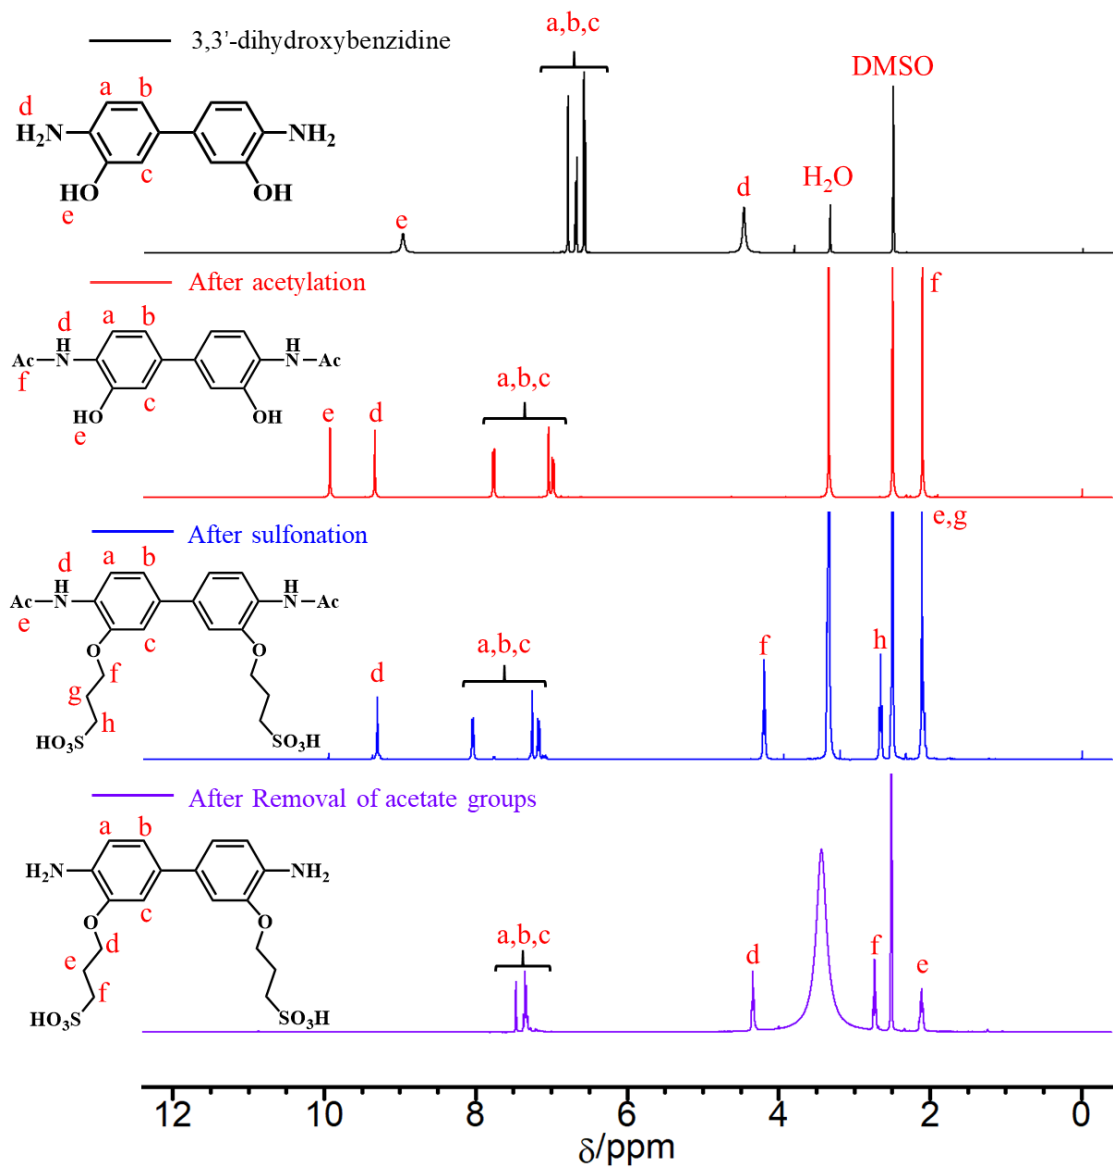 3,3'-dihydroxybenzidine
a,b,c
DMSO
a b
d
H₂N NH₂
c
HO OH
e
e
d
H₂O
After acetylation
f
H
d
a b
Ac—N
H
N—Ac
f
c
HO OH
e
e d
a,b,c
After sulfonation
e,g
d
H
a b
Ac—N
H
N—Ac
e
c
O O
f
g
h
HO₃S SO₃H
d
a,b,c
f
h
After Removal of acetate groups
a b
H₂N NH₂
c
O O
d
e
f
HO₃S SO₃H
a,b,c
d
f
e
12 10 8 6 4 2 0
δ/ppm